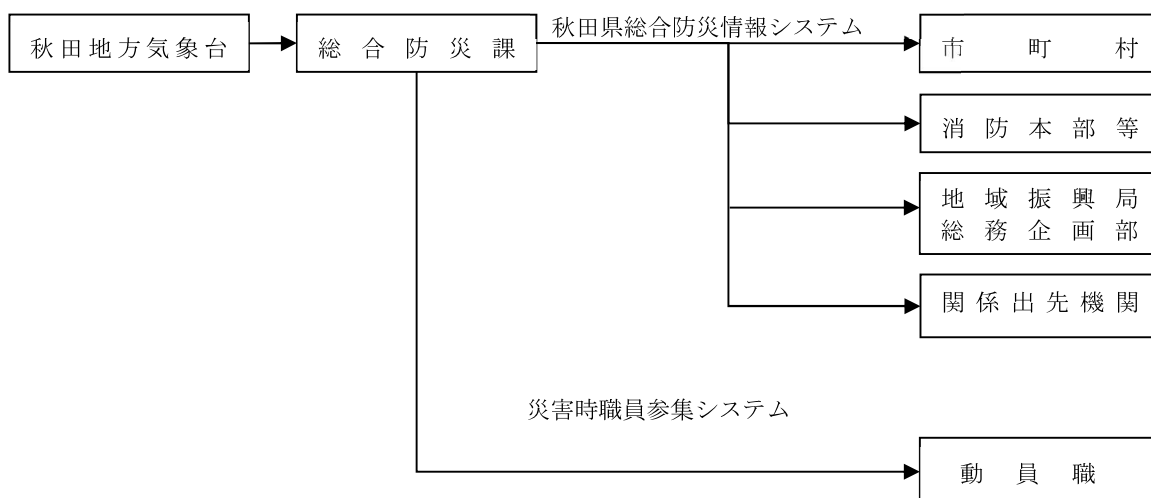 秋田地方気象台
総合防災課
秋田県総合防災情報システム
市町村
消防本部等
地域振興局
総務企画部
関係出先機関
災害時職員参集システム
動員職